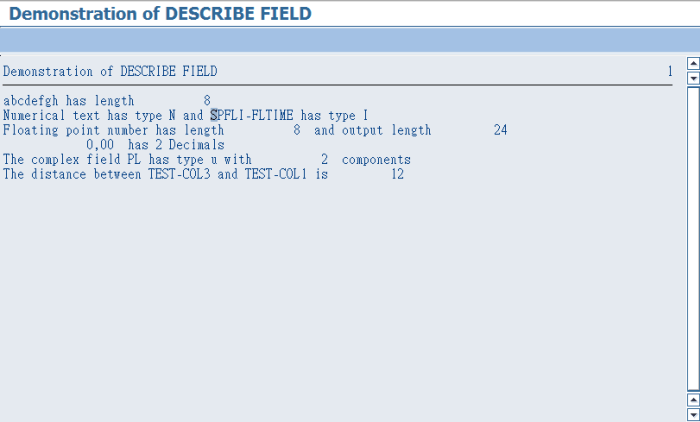 Demonstration of DESCRIBE FIELD
Demonstration of DESCRIBE FIELD 1
abcdefgh has length 8
Numerical text has type N and SPFLI-FLTIME has type I
Floating point number has length 8 and output length 24
0,00 has 2 Decimals
The complex field PL has type u with 2 components
The distance between TEST-COL3 and TEST-COL1 is 12